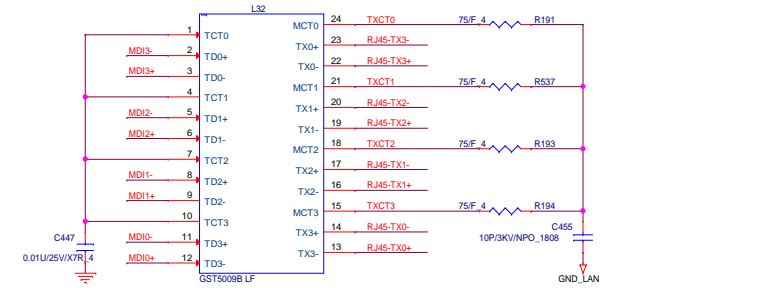 L32
1 TCT0 MCT0 24 TXCT0 75/F_4 R191
MDI3- 2 TD0+ TX0+ 23 RJ45-TX3-
MDI3+ 3 TD0- TX0- 22 RJ45-TX3+
4 TCT1 MCT1 21 TXCT1 75/F_4 R537
MDI2- 5 TD1+ TX1+ 20 RJ45-TX2-
MDI2+ 6 TD1- TX1- 19 RJ45-TX2+
7 TCT2 MCT2 18 TXCT2 75/F_4 R193
MDI1- 8 TD2+ TX2+ 17 RJ45-TX1-
MDI1+ 9 TD2- TX2- 16 RJ45-TX1+
10 TCT3 MCT3 15 TXCT3 75/F_4 R194
MDI0- 11 TD3+ TX3+ 14 RJ45-TX0-
MDI0+ 12 TD3- TX3- 13 RJ45-TX0+
C447
0.01U/25V/X7R_4
C455
10P/3KV/NPO_1808
GST5009B LF
GND_LAN